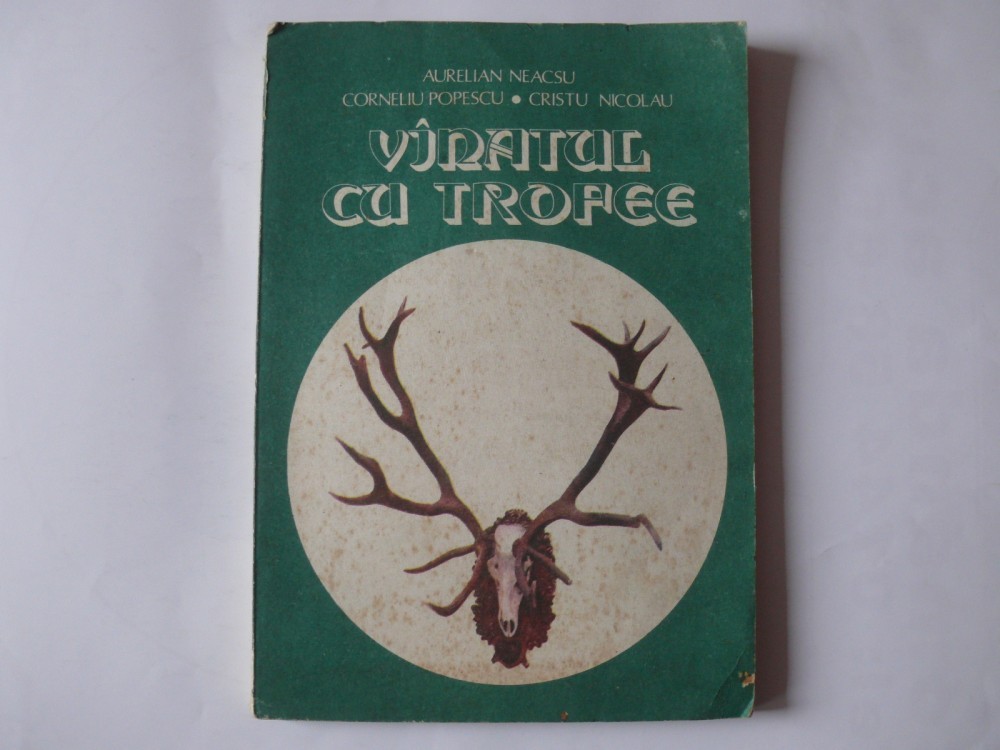 AURELIAN NEACSU
CORNELIU POPESCU • CRISTU NICOLAU
VÎNATUL
CU TROFEE